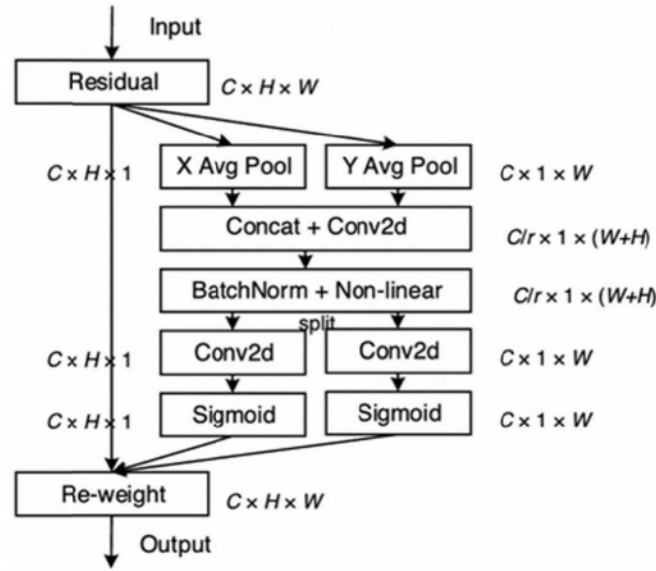 Input
Residual
C × H × W
C × H × 1
X Avg Pool
Y Avg Pool
C × 1 × W
Concat + Conv2d
C/r × 1 × (W+H)
BatchNorm + Non-linear
C/r × 1 × (W+H)
split
C × H × 1
Conv2d
Conv2d
C × 1 × W
C × H × 1
Sigmoid
Sigmoid
C × 1 × W
Re-weight
C × H × W
Output